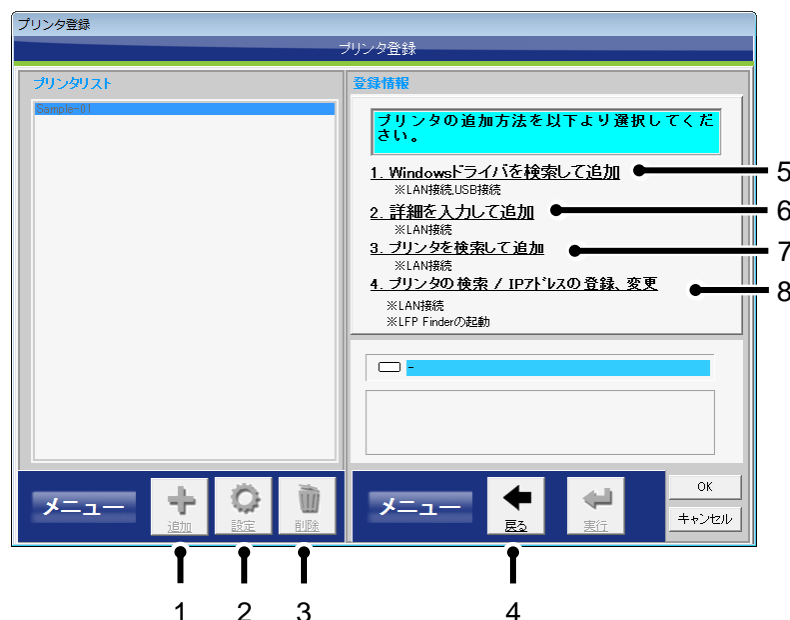 プリンタ登録
プリンタ登録
プリンタリスト
Sample-01
登録情報
プリンタの追加方法を以下より選択してくだ
さい。
1. Windowsドライバを検索して追加
※LAN接続,USB接続
5
2. 詳細を入力して追加
※LAN接続
6
3. プリンタを検索して追加
※LAN接続
7
4. プリンタの検索 / IPアドレスの登録、変更
※LAN接続
※LFP Finderの起動
8
-
メニュー
追加
設定
削除
メニュー
戻る
実行
OK
キャンセル
1
2
3
4